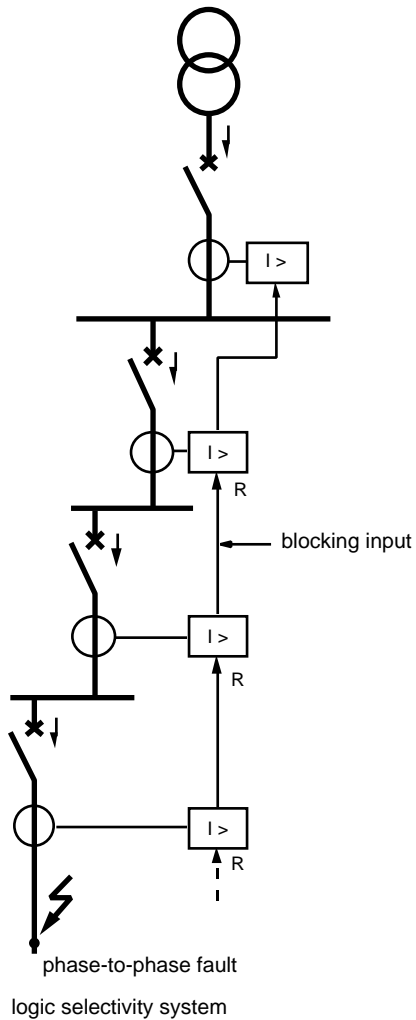 I >
I >
R
blocking input
I >
R
I >
R
phase-to-phase fault
logic selectivity system